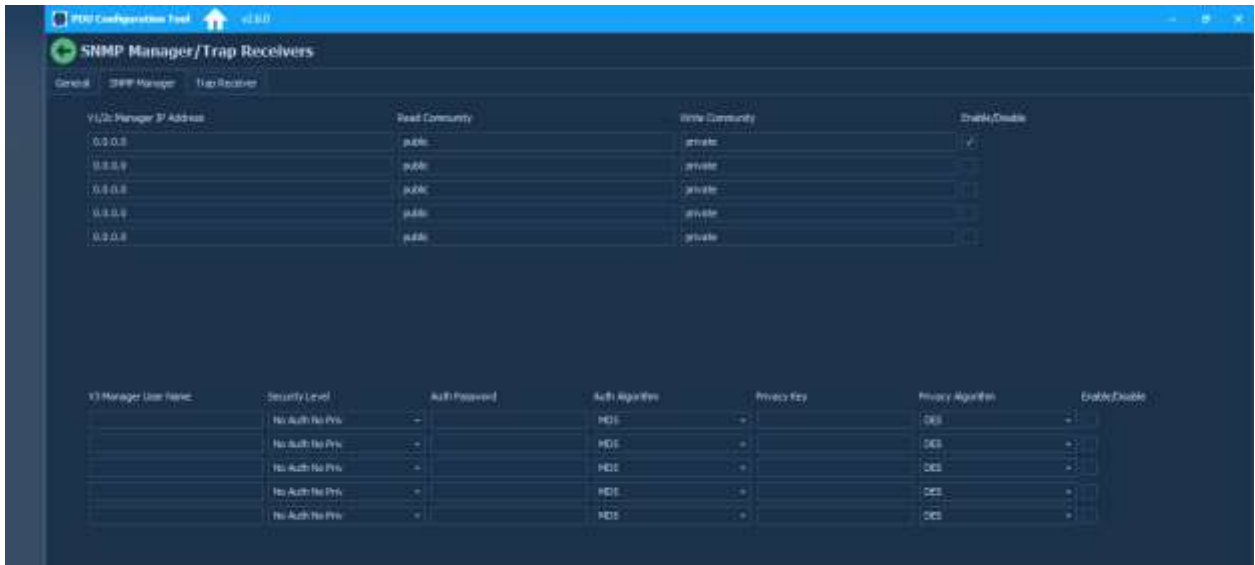 PDU Configuration Tool v2.8.0
SNMP Manager/Trap Receivers
General SNMP Manager Trap Receiver
V1/2c Manager IP Address Read Community Write Community Enable/Disable
0.0.0.0 public private
0.0.0.0 public private
0.0.0.0 public private
0.0.0.0 public private
0.0.0.0 public private
V3 Manager User Name Security Level Auth Password Auth Algorithm Privacy Key Privacy Algorithm Enable/Disable
No Auth No Priv MD5 DES
No Auth No Priv MD5 DES
No Auth No Priv MD5 DES
No Auth No Priv MD5 DES
No Auth No Priv MD5 DES